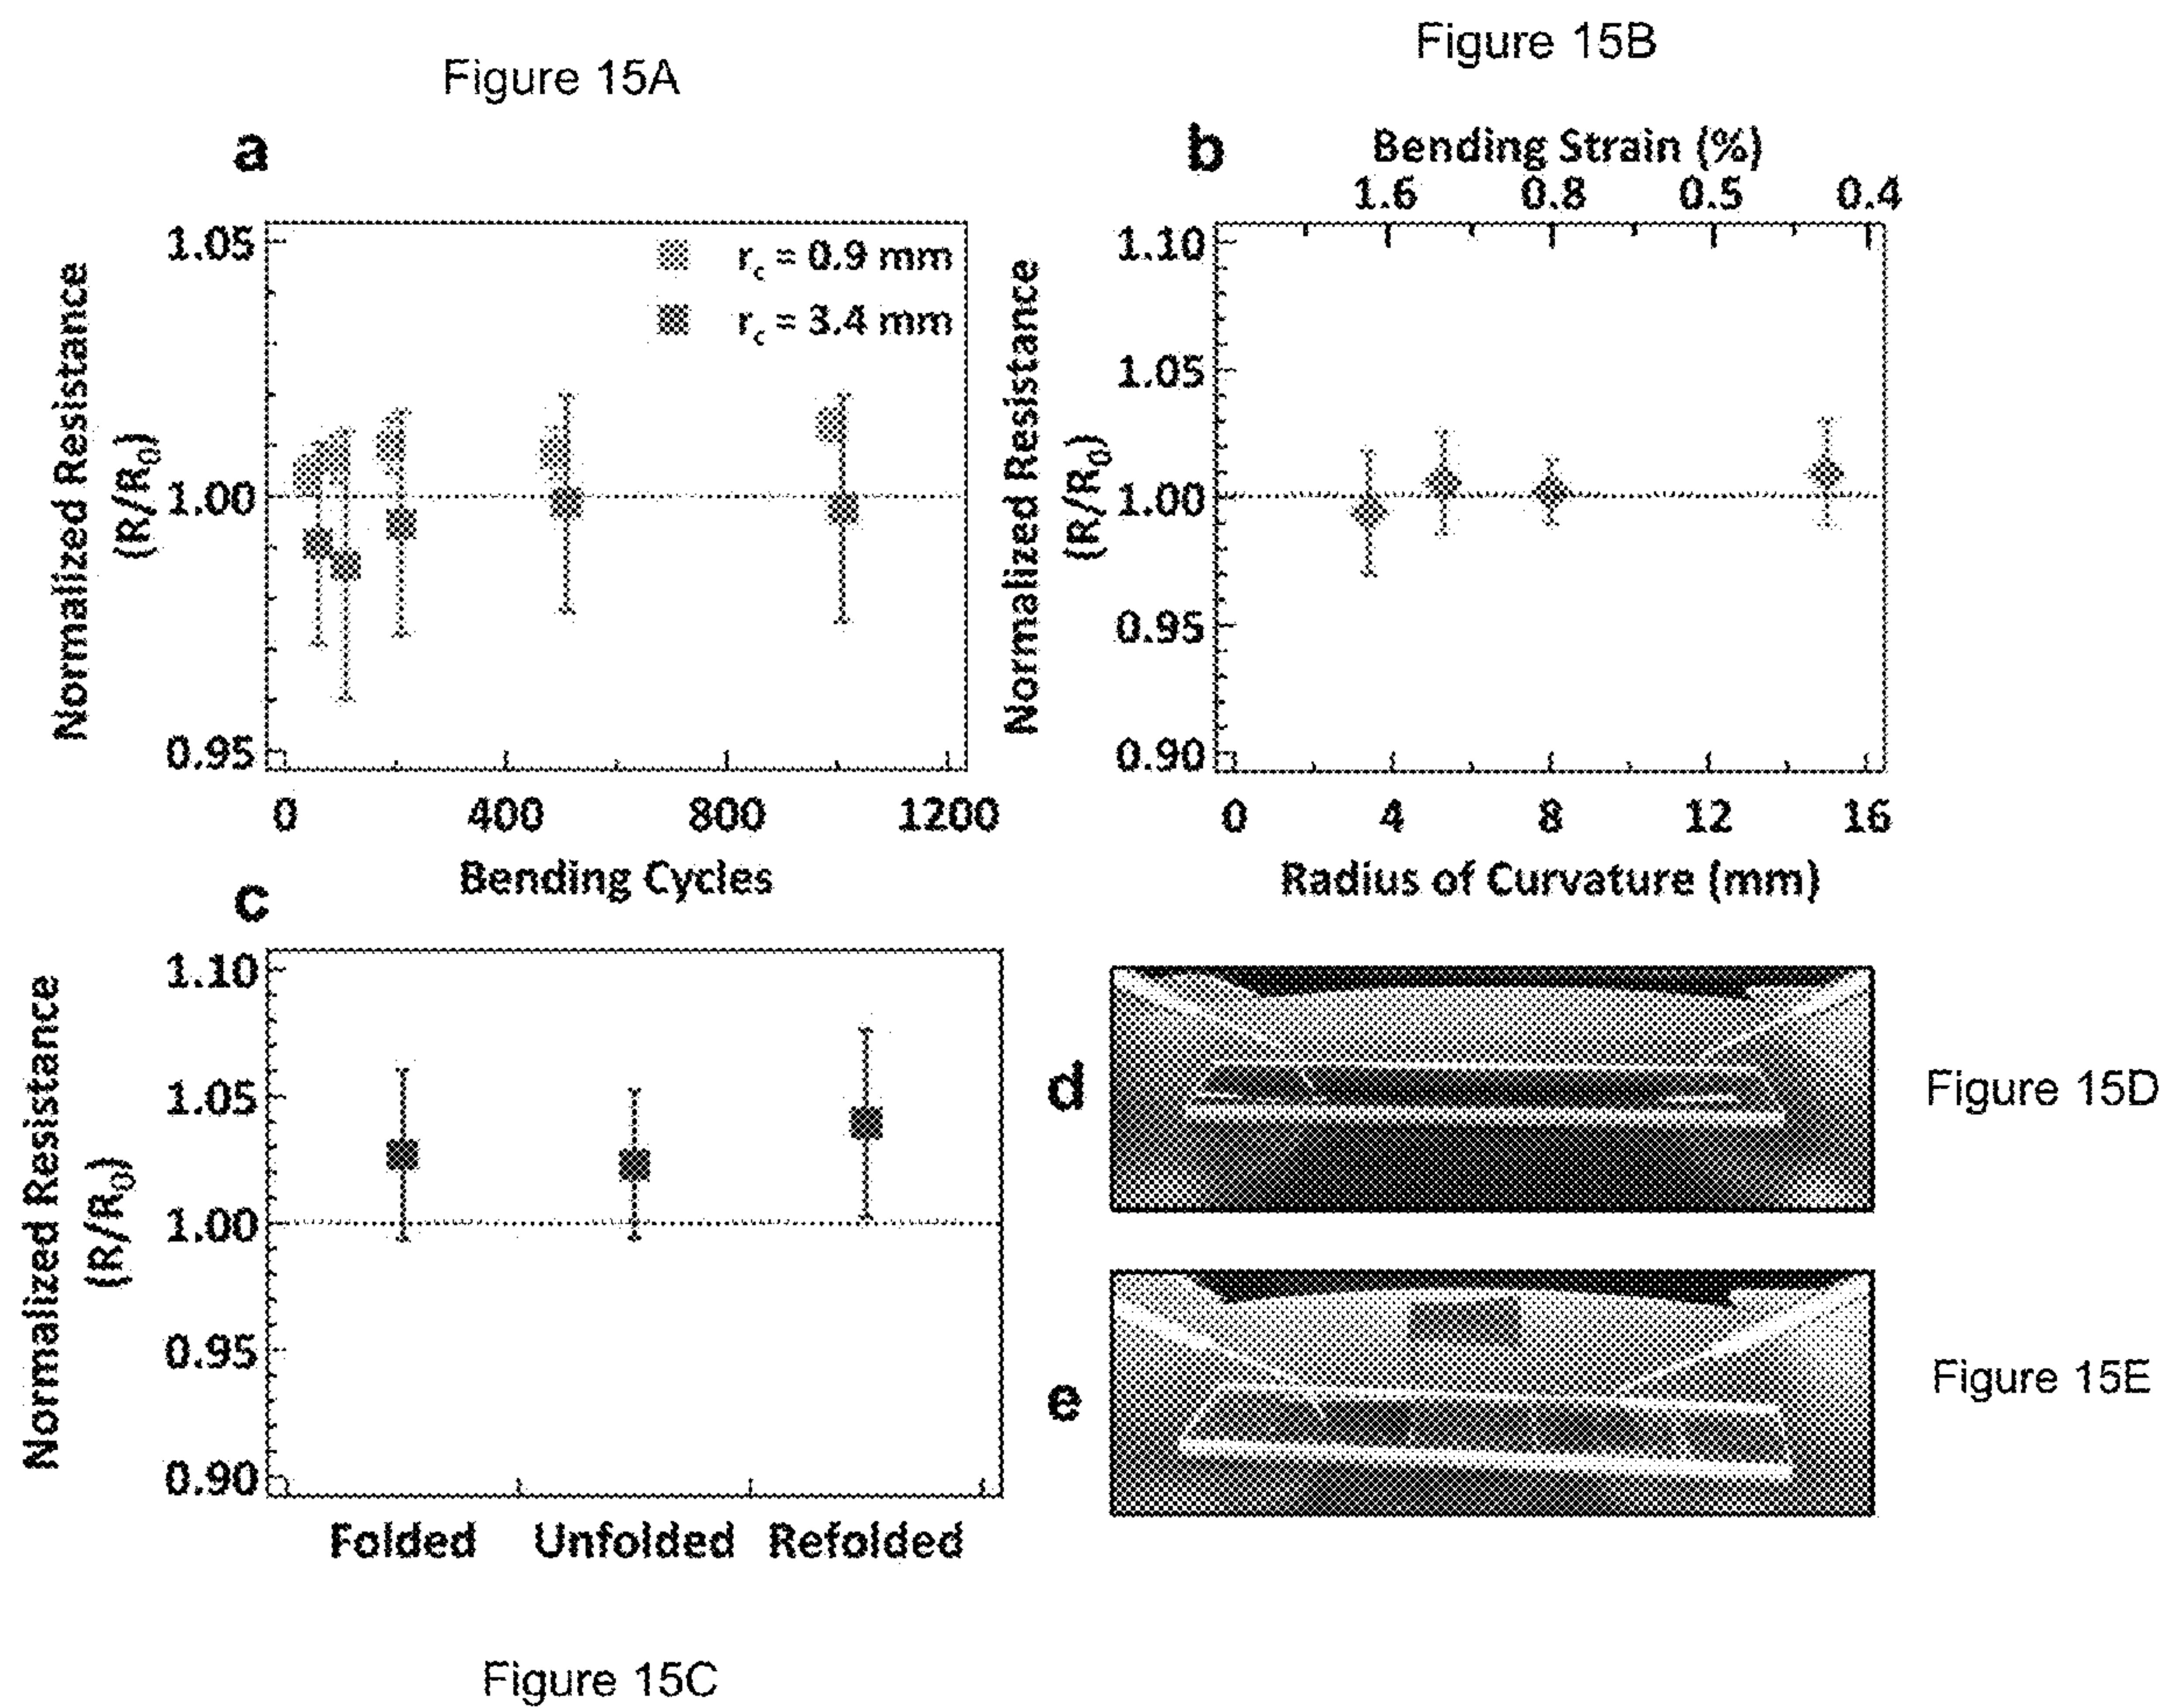 Figure 15A
a
1.05
1.00
0.95
Normalized Resistance
(R/R0)
rc = 0.9 mm
rc = 3.4 mm
0 400 800 1200
Bending Cycles
Figure 15B
b
Bending Strain (%)
1.6 0.8 0.5 0.4
1.10
1.05
1.00
0.95
0.90
Normalized Resistance
(R/R0)
0 4 8 12 16
Radius of Curvature (mm)
c
1.10
1.05
1.00
0.95
0.90
Normalized Resistance
(R/R0)
Folded Unfolded Refolded
Figure 15C
d
Figure 15D
e
Figure 15E